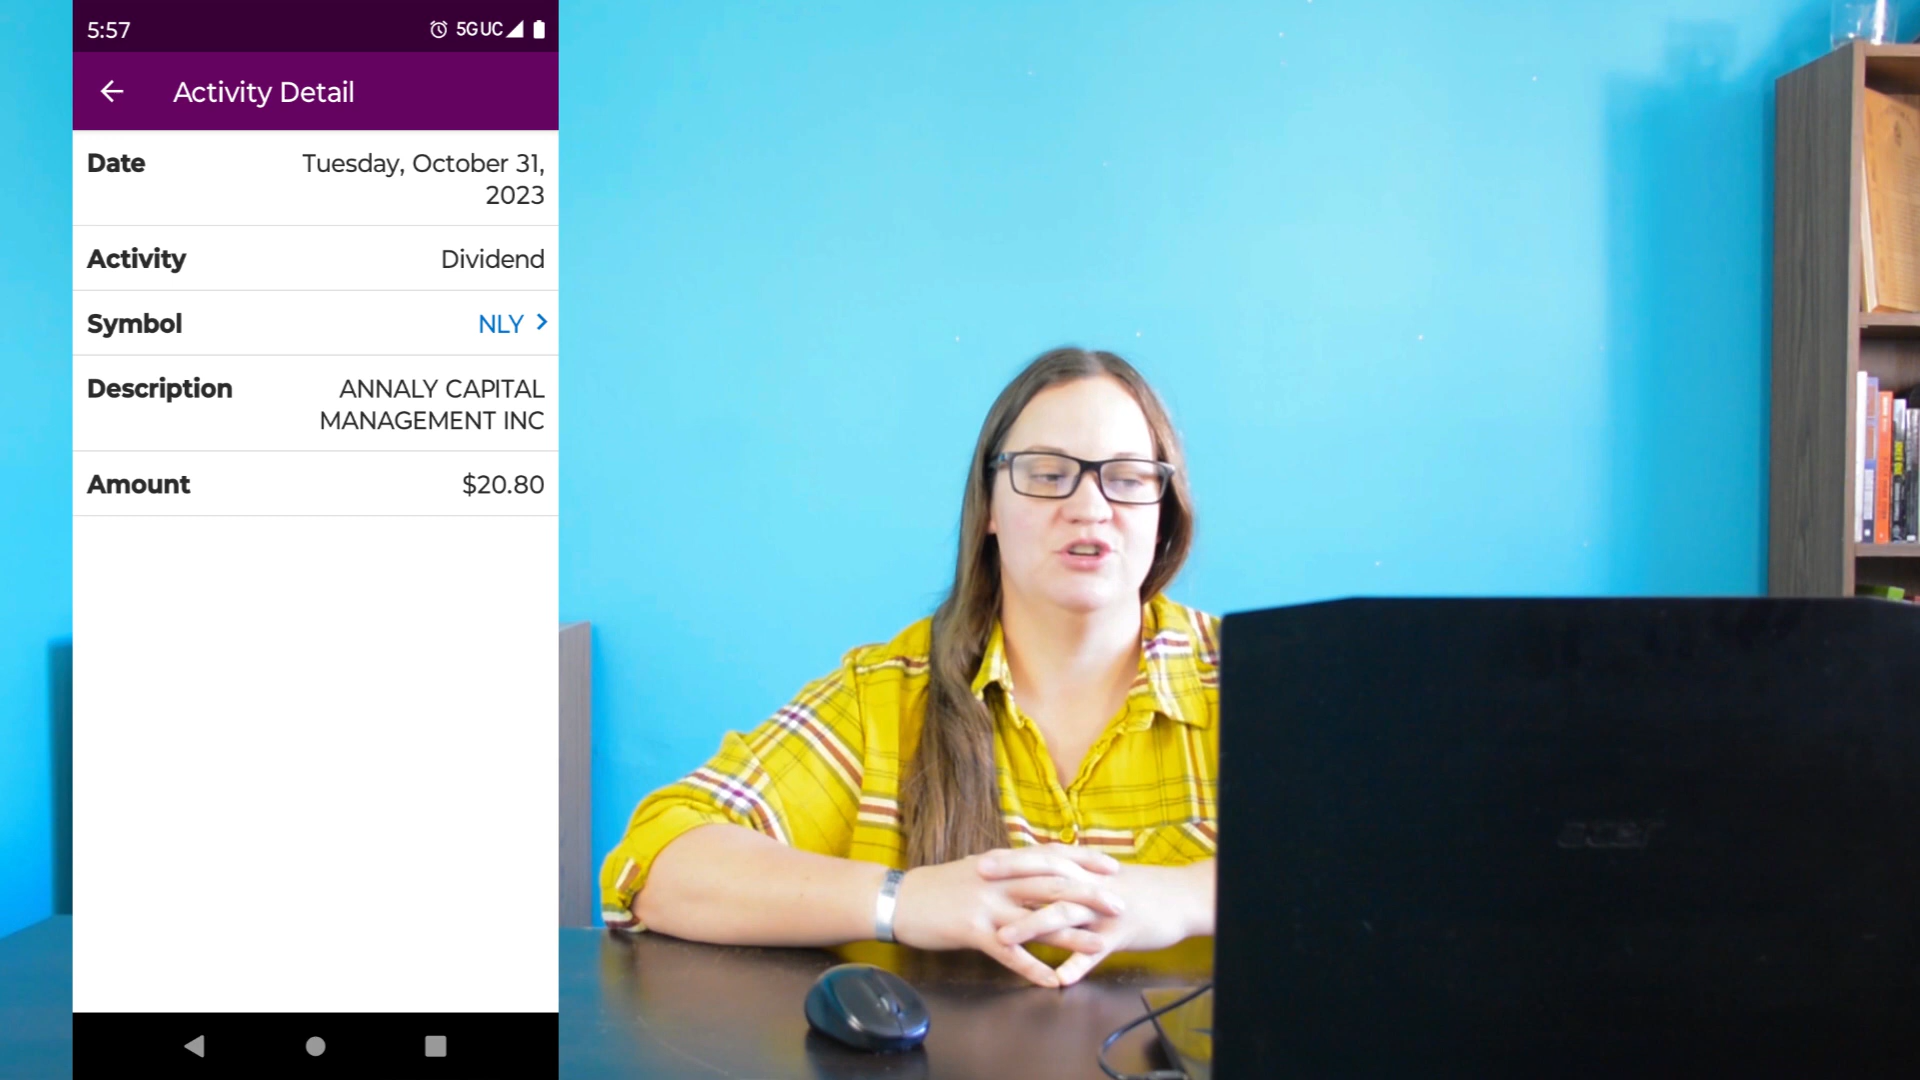 5:57
5G UC
Activity Detail
Date
Tuesday, October 31,
2023
Activity
Dividend
Symbol
NLY
Description
ANNALY CAPITAL
MANAGEMENT INC
Amount
$20.80
acer